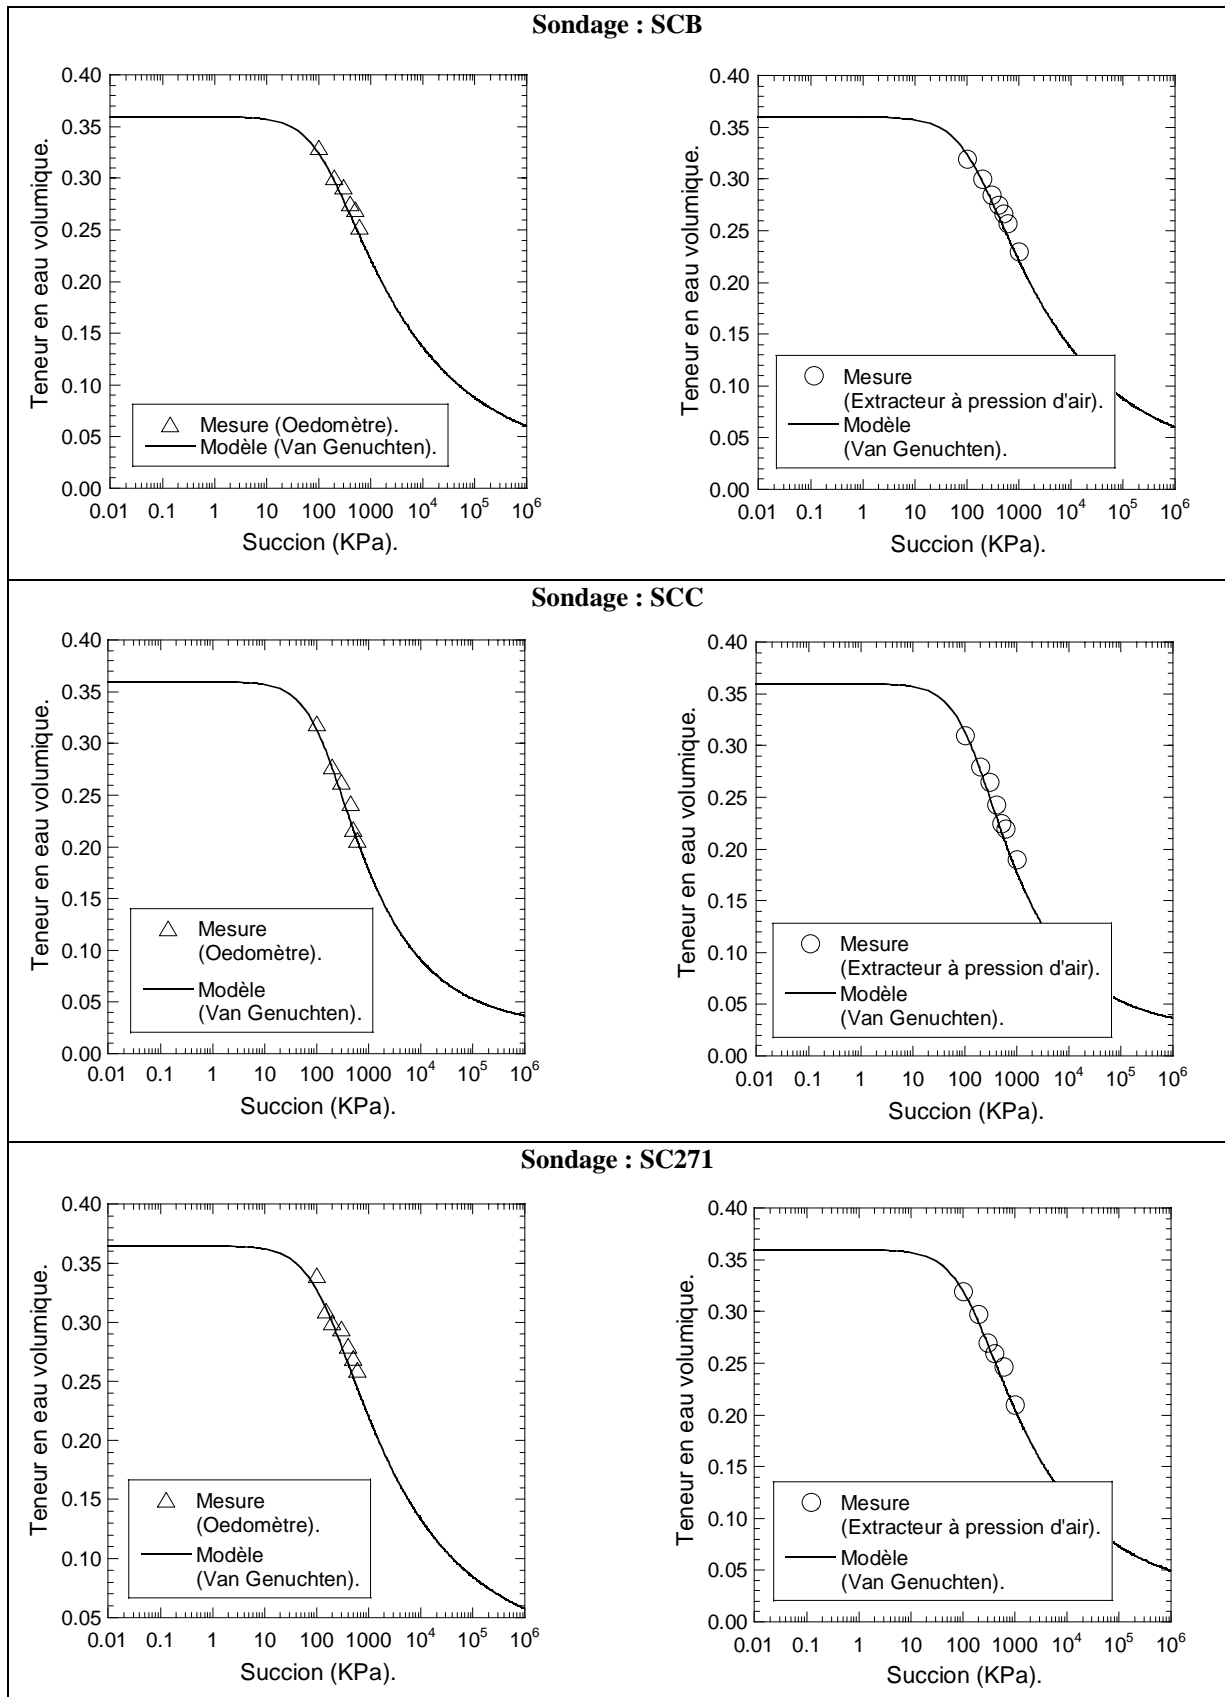 Sondage : SCB
0.40
0.35
0.30
0.25
0.20
0.15
0.10
0.05
0.00
Teneur en eau volumique.
Mesure (Oedomètre).
Modèle (Van Genuchten).
0.01 0.1 1 10 100 1000 10^4 10^5 10^6
Succion (KPa).
0.40
0.35
0.30
0.25
0.20
0.15
0.10
0.05
0.00
Teneur en eau volumique.
Mesure
(Extracteur à pression d'air).
Modèle
(Van Genuchten).
0.01 0.1 1 10 100 1000 10^4 10^5 10^6
Succion (KPa).
Sondage : SCC
0.40
0.35
0.30
0.25
0.20
0.15
0.10
0.05
0.00
Teneur en eau volumique.
Mesure
(Oedomètre).
Modèle
(Van Genuchten).
0.01 0.1 1 10 100 1000 10^4 10^5 10^6
Succion (KPa).
0.40
0.35
0.30
0.25
0.20
0.15
0.10
0.05
0.00
Teneur en eau volumique.
Mesure
(Extracteur à pression d'air).
Modèle
(Van Genuchten).
0.01 0.1 1 10 100 1000 10^4 10^5 10^6
Succion (KPa).
Sondage : SC271
0.40
0.35
0.30
0.25
0.20
0.15
0.10
0.05
Teneur en eau volumique.
Mesure
(Oedomètre).
Modèle
(Van Genuchten).
0.01 0.1 1 10 100 1000 10^4 10^5 10^6
Succion (KPa).
0.40
0.35
0.30
0.25
0.20
0.15
0.10
0.05
0.00
Teneur en eau volumique.
Mesure
(Extracteur à pression d'air).
Modèle
(Van Genuchten).
0.01 0.1 1 10 100 1000 10^4 10^5 10^6
Succion (KPa).